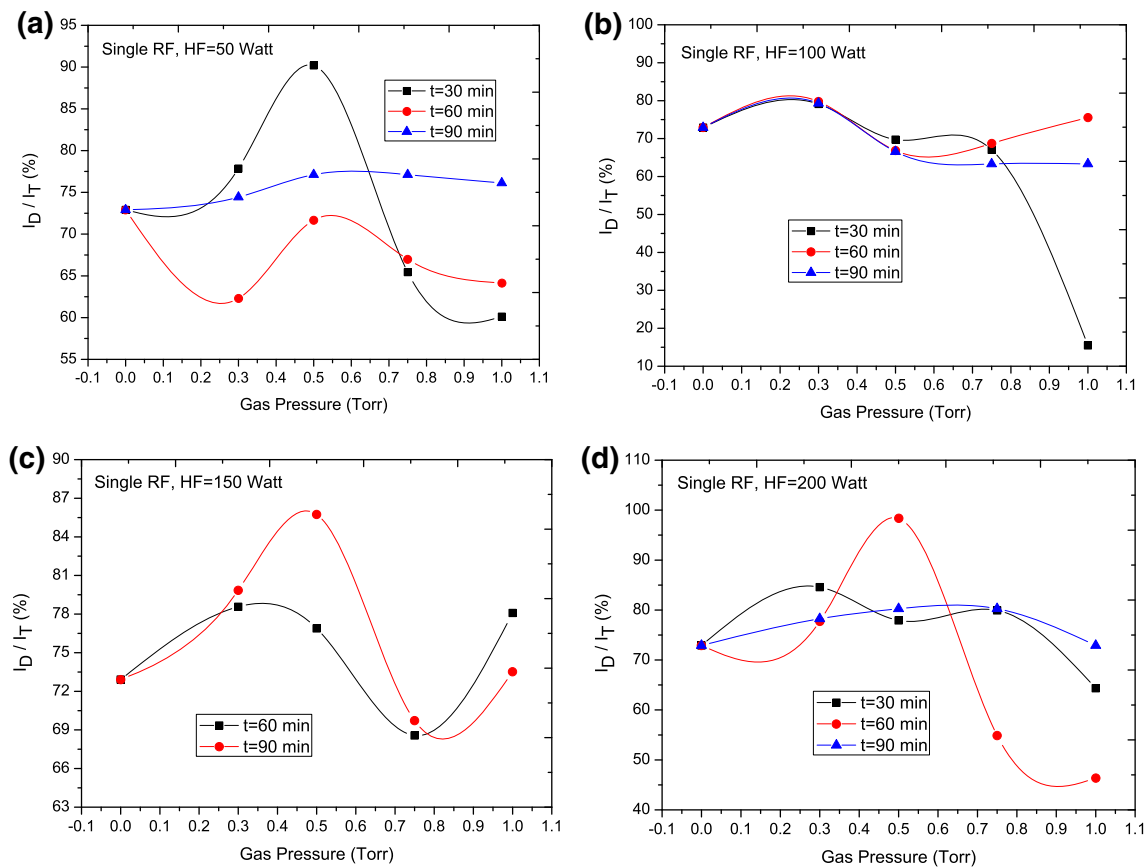 (a)
Single RF, HF=50 Watt
t=30 min
t=60 min
t=90 min
95
90
85
80
75
70
65
60
55
I_D / I_T (%)
-0.1 0.0 0.1 0.2 0.3 0.4 0.5 0.6 0.7 0.8 0.9 1.0 1.1
Gas Pressure (Torr)
(b)
Single RF, HF=100 Watt
t=30 min
t=60 min
t=90 min
100
90
80
70
60
50
40
30
20
10
I_D / I_T (%)
-0.1 0.0 0.1 0.2 0.3 0.4 0.5 0.6 0.7 0.8 0.9 1.0 1.1
Gas Pressure (Torr)
(c)
Single RF, HF=150 Watt
t=60 min
t=90 min
90
87
84
81
78
75
72
69
66
63
I_D / I_T (%)
-0.1 0.0 0.1 0.2 0.3 0.4 0.5 0.6 0.7 0.8 0.9 1.0 1.1
Gas Pressure (Torr)
(d)
Single RF, HF=200 Watt
t=30 min
t=60 min
t=90 min
110
100
90
80
70
60
50
40
I_D / I_T (%)
-0.1 0.0 0.1 0.2 0.3 0.4 0.5 0.6 0.7 0.8 0.9 1.0 1.1
Gas Pressure (Torr)